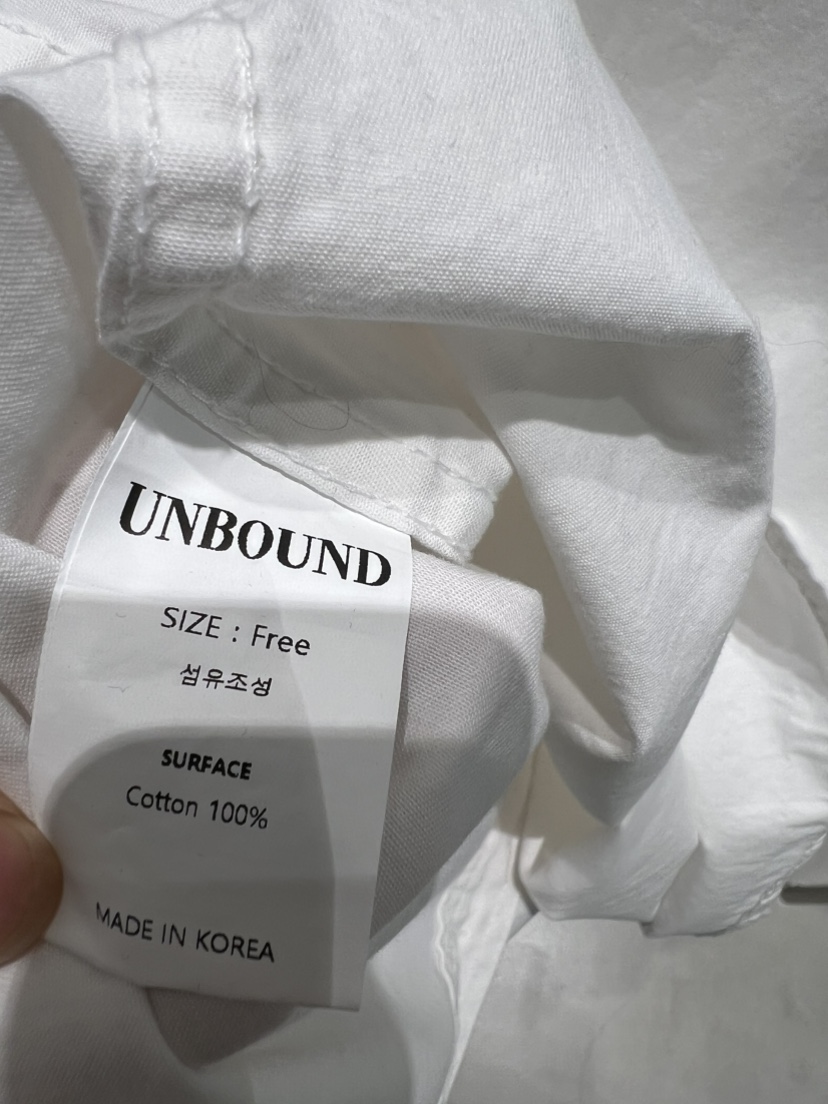 UNBOUND
SIZE : Free
섬유조성
SURFACE
Cotton 100%
MADE IN KOREA